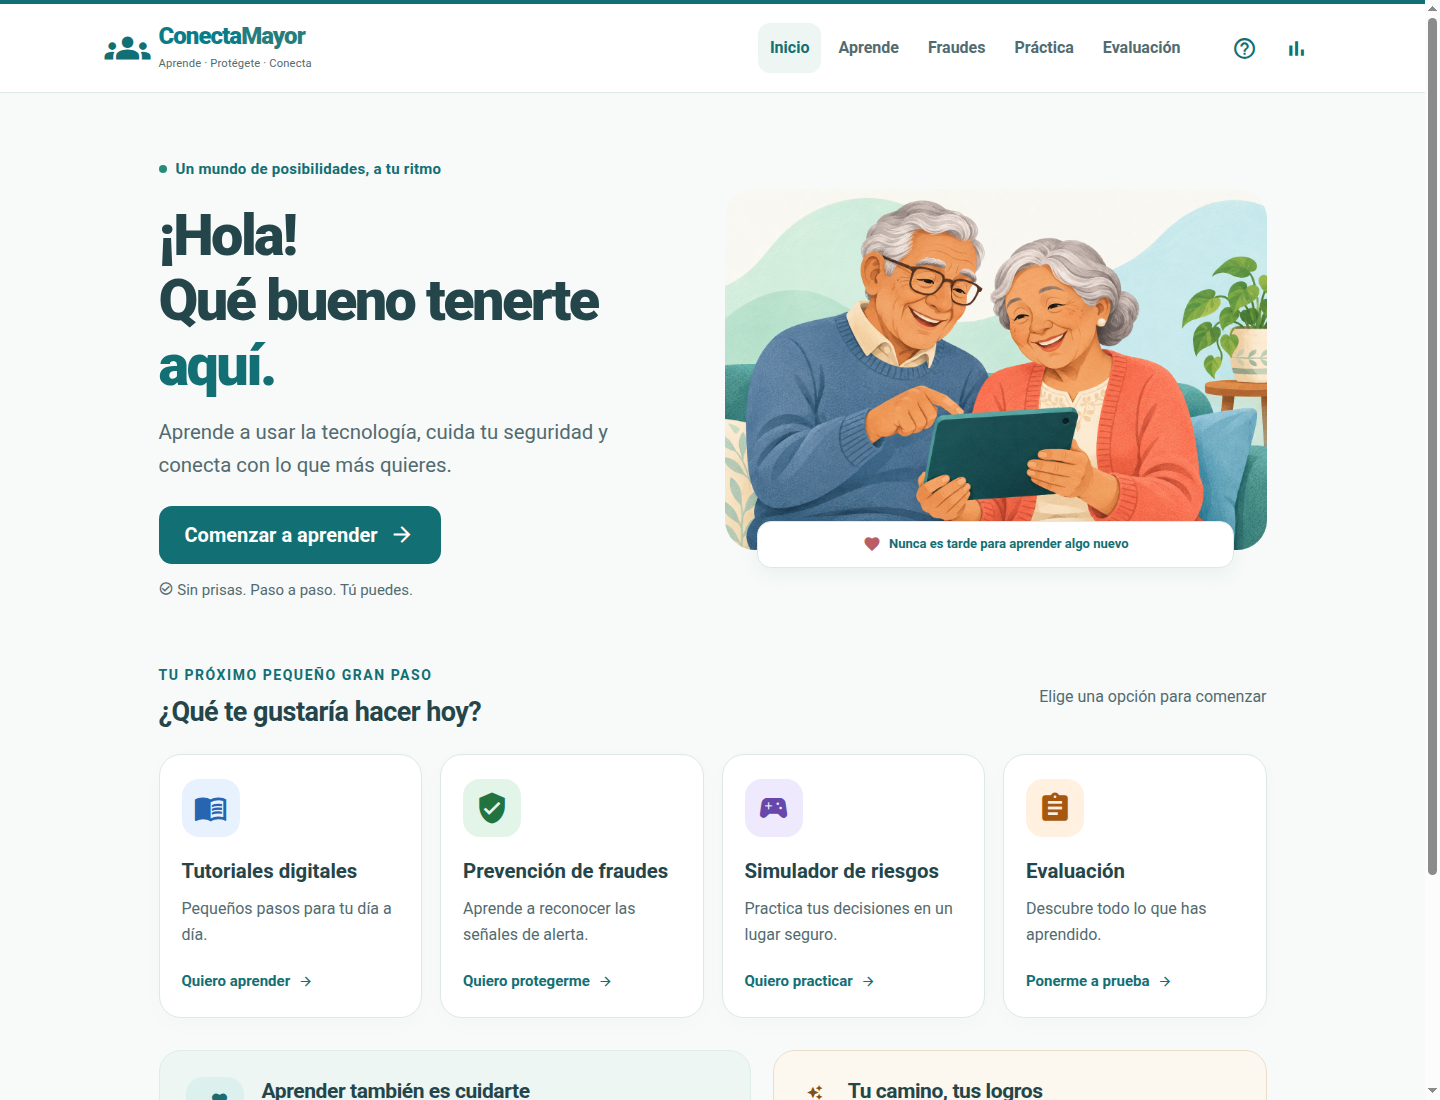 ConectaMayor
Aprende · Protégete · Conecta
Inicio
Aprende
Fraudes
Práctica
Evaluación
Un mundo de posibilidades, a tu ritmo
¡Hola!
Qué bueno tenerte
aquí.
Aprende a usar la tecnología, cuida tu seguridad y
conecta con lo que más quieres.
Comenzar a aprender
Sin prisas. Paso a paso. Tú puedes.
Nunca es tarde para aprender algo nuevo
TU PRÓXIMO PEQUEÑO GRAN PASO
¿Qué te gustaría hacer hoy?
Elige una opción para comenzar
Tutoriales digitales
Pequeños pasos para tu día a
día.
Quiero aprender
Prevención de fraudes
Aprende a reconocer las
señales de alerta.
Quiero protegerme
Simulador de riesgos
Practica tus decisiones en un
lugar seguro.
Quiero practicar
Evaluación
Descubre todo lo que has
aprendido.
Ponerme a prueba
Aprender también es cuidarte
Tu camino, tus logros